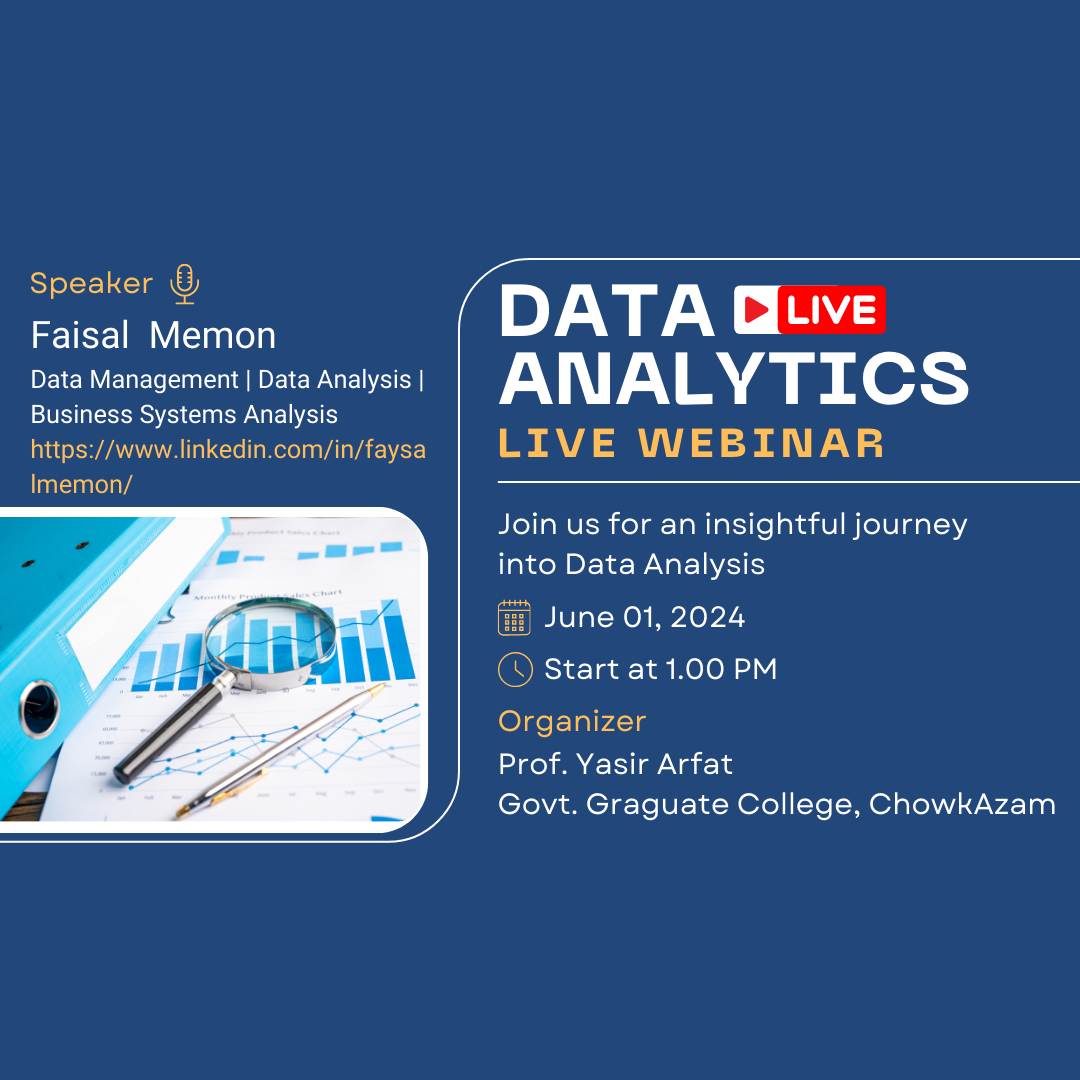 Speaker
Faisal Memon
Data Management | Data Analysis |
Business Systems Analysis
https://www.linkedin.com/in/faysa
lmemon/
Monthly Product Sales Chart
DATA LIVE
ANALYTICS
LIVE WEBINAR
Join us for an insightful journey
into Data Analysis
June 01, 2024
Start at 1.00 PM
Organizer
Prof. Yasir Arfat
Govt. Graguate College, ChowkAzam